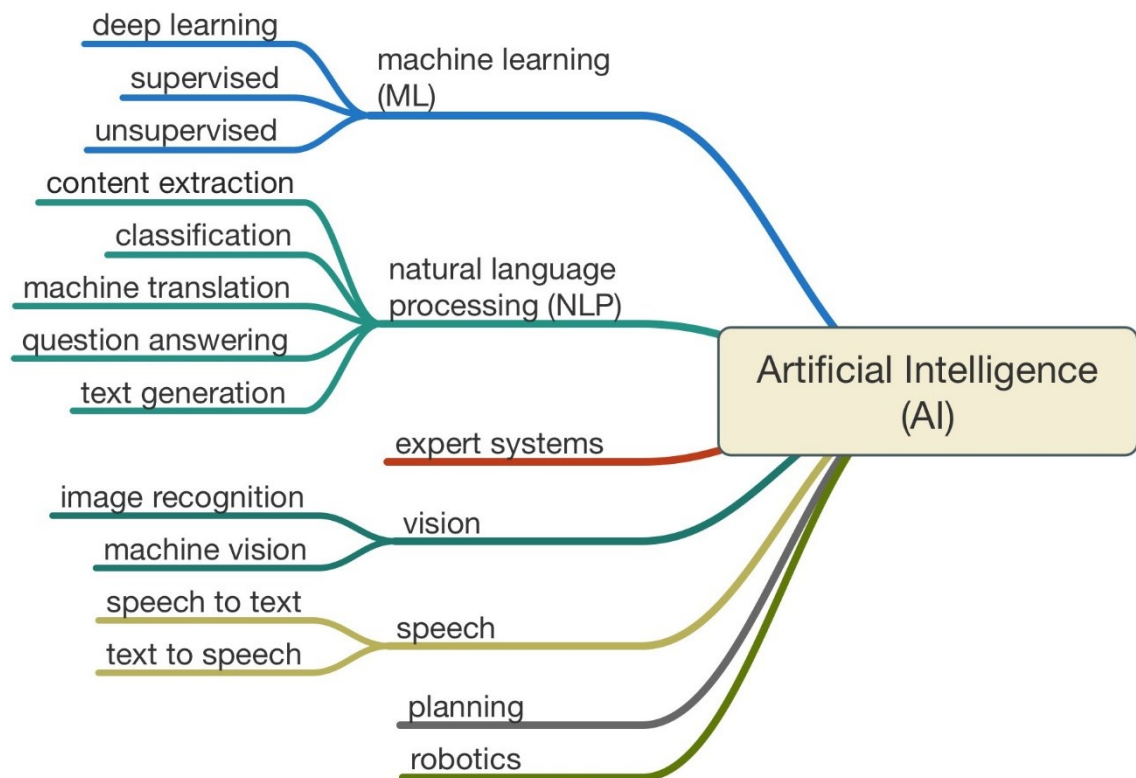 deep learning
supervised
unsupervised
machine learning
(ML)
content extraction
classification
machine translation
question answering
text generation
natural language
processing (NLP)
expert systems
image recognition
machine vision
vision
speech to text
text to speech
speech
planning
robotics
Artificial Intelligence
(AI)